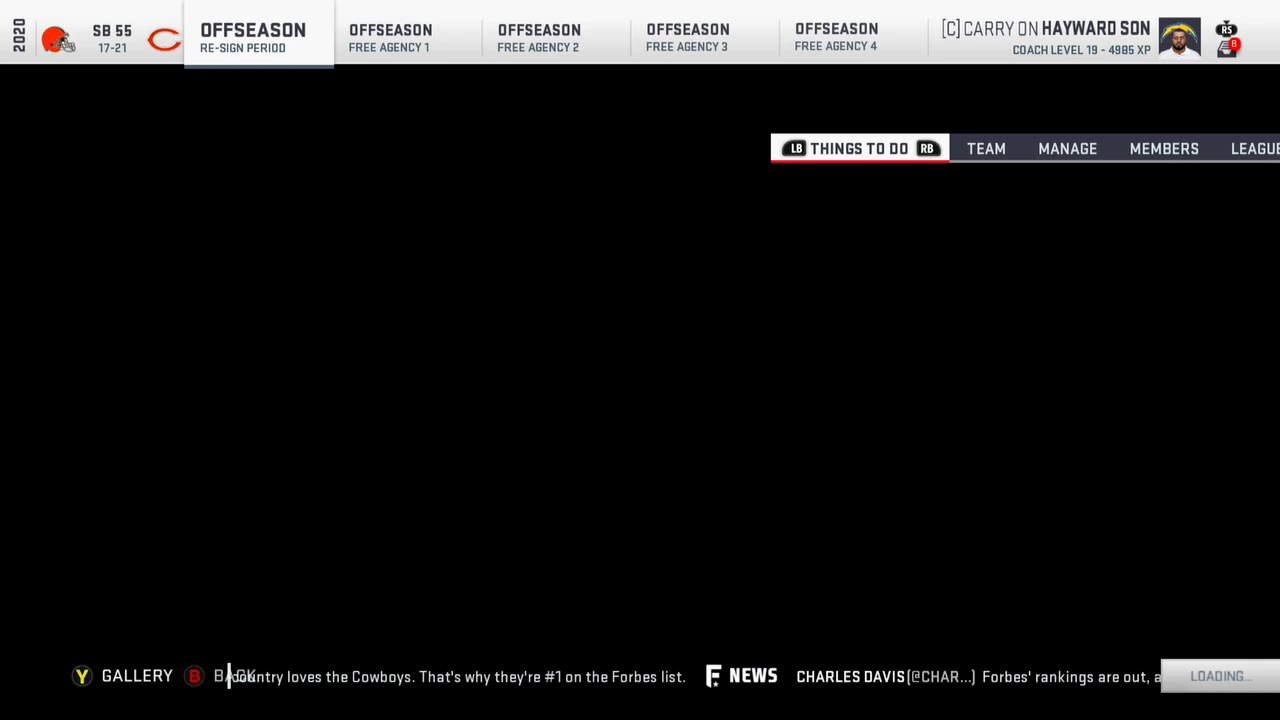 2020
SB 55
17-21
OFFSEASON
RE-SIGN PERIOD
OFFSEASON
FREE AGENCY 1
OFFSEASON
FREE AGENCY 2
OFFSEASON
FREE AGENCY 3
OFFSEASON
FREE AGENCY 4
[C] CARRY ON HAYWARD SON
COACH LEVEL 19 - 4985 XP
RS
8
LB THINGS TO DO RB
TEAM
MANAGE
MEMBERS
LEAGUE
Y GALLERY B BACK
country loves the Cowboys. That's why they're #1 on the Forbes list.
F NEWS
CHARLES DAVIS (@CHAR...) Forbes' rankings are out, a
LOADING...